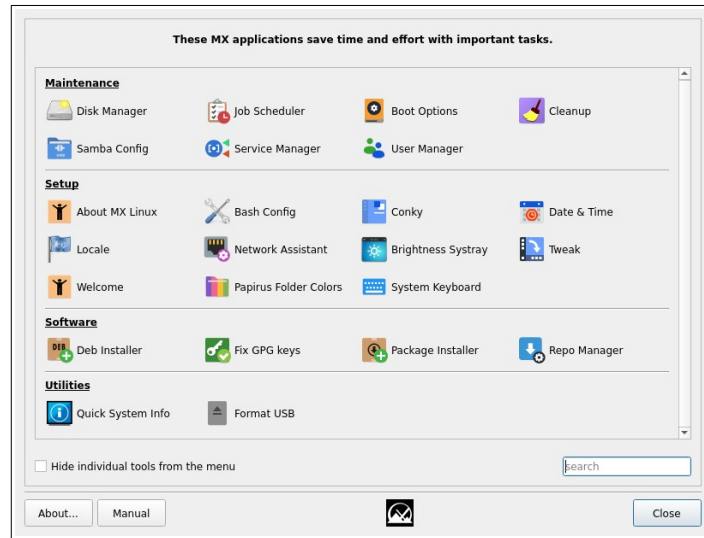 These MX applications save time and effort with important tasks.
Maintenance
Disk Manager Job Scheduler Boot Options Cleanup
Samba Config Service Manager User Manager
Setup
About MX Linux Bash Config Conky Date & Time
Locale Network Assistant Brightness Systray Tweak
Welcome Papirus Folder Colors System Keyboard
Software
DEB Deb Installer Fix GPG keys Package Installer Repo Manager
Utilities
Quick System Info Format USB
Hide individual tools from the menu search
About... Manual Close